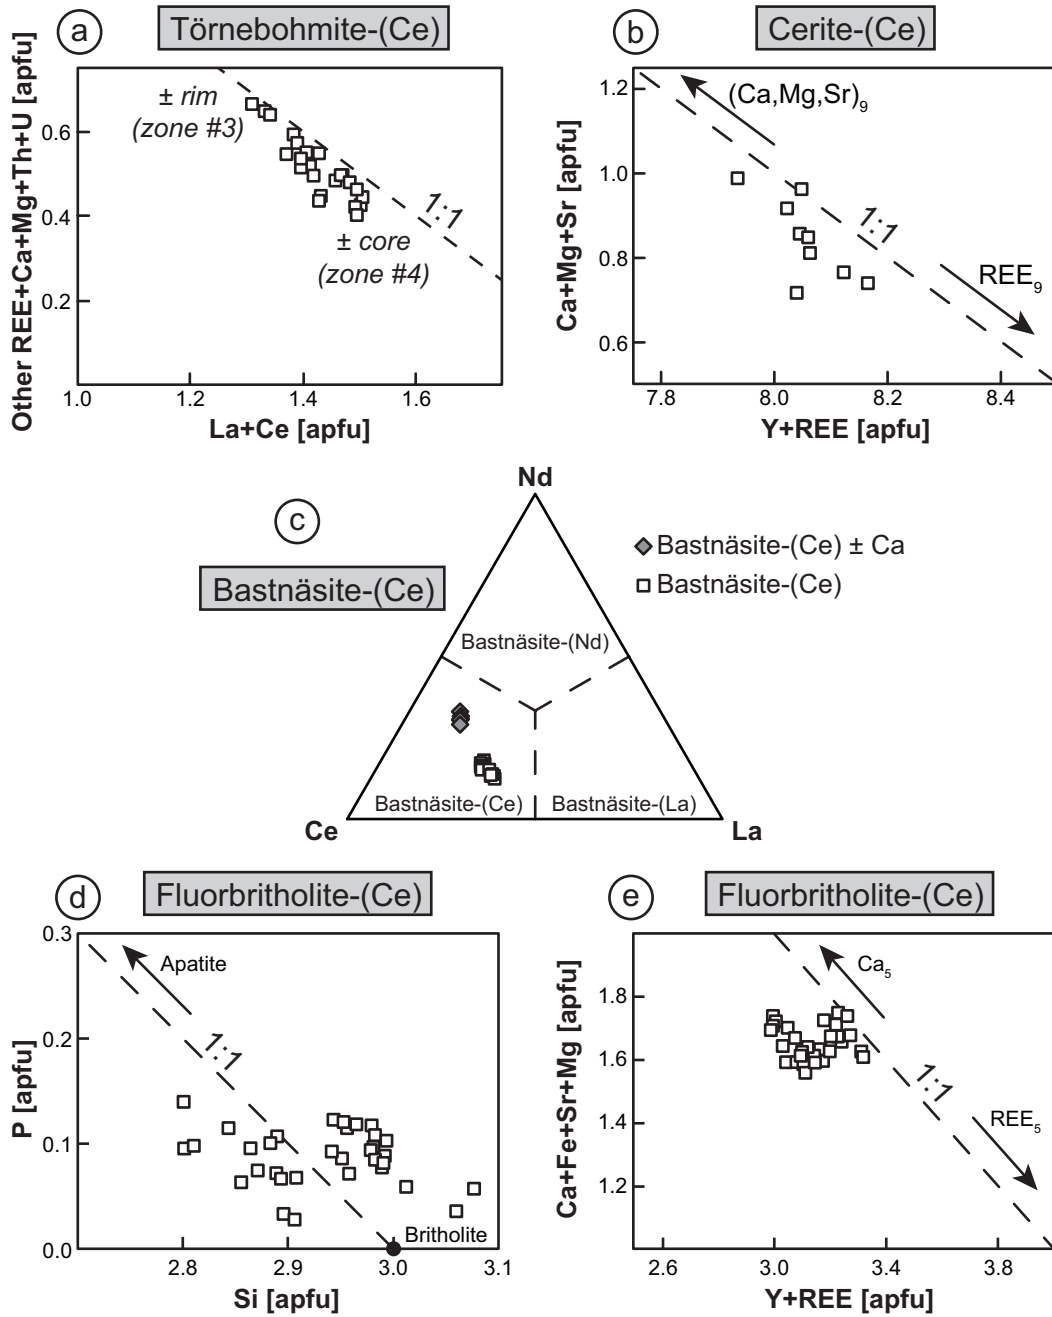 a
Törnebohmite-(Ce)
Other REE+Ca+Mg+Th+U [apfu]
0.6
0.4
0.2
± rim
(zone #3)
1:1
± core
(zone #4)
1.0
1.2
1.4
1.6
La+Ce [apfu]
b
Cerite-(Ce)
Ca+Mg+Sr [apfu]
1.2
1.0
0.8
0.6
(Ca,Mg,Sr)9
1:1
REE9
7.8
8.0
8.2
8.4
Y+REE [apfu]
c
Bastnäsite-(Ce)
Nd
Bastnäsite-(Ce) ± Ca
Bastnäsite-(Ce)
Bastnäsite-(Nd)
Bastnäsite-(Ce)
Bastnäsite-(La)
Ce
La
d
Fluorbritholite-(Ce)
P [apfu]
0.3
0.2
0.1
0.0
Apatite
1:1
Britholite
2.8
2.9
3.0
3.1
Si [apfu]
e
Fluorbritholite-(Ce)
Ca+Fe+Sr+Mg [apfu]
1.8
1.6
1.4
1.2
Ca5
1:1
REE5
2.6
3.0
3.4
3.8
Y+REE [apfu]